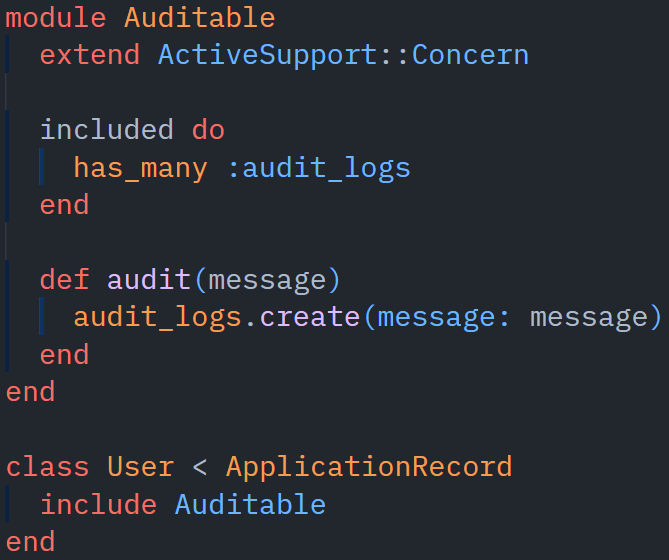 module Auditable
  extend ActiveSupport::Concern

  included do
    has_many :audit_logs
  end

  def audit(message)
    audit_logs.create(message: message)
  end
end

class User < ApplicationRecord
  include Auditable
end